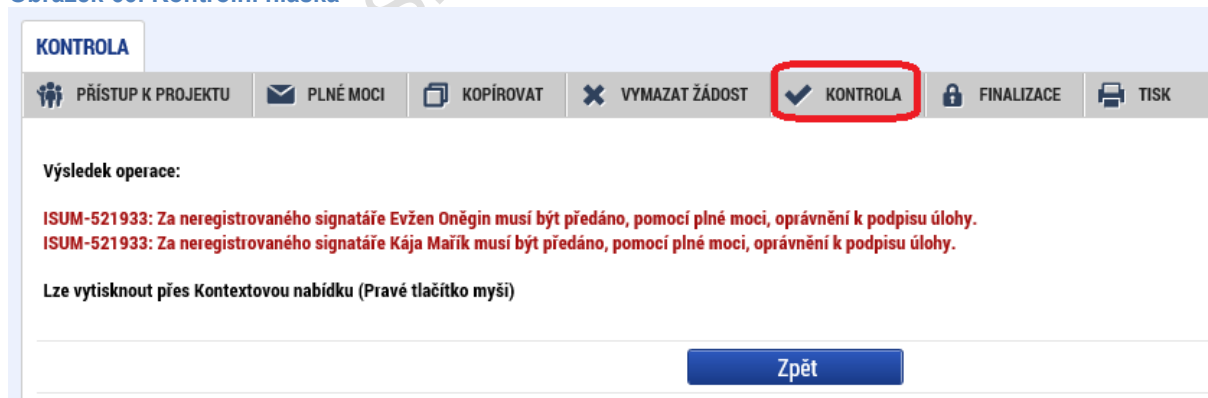 KONTROLA
PŘÍSTUP K PROJEKTU PLNÉ MOCI KOPÍROVAT VYMAZAT ŽÁDOST KONTROLA FINALIZACE TISK
Výsledek operace:
ISUM-521933: Za neregistrovaného signatáře Evžen Oněgin musí být předáno, pomocí plné moci, oprávnění k podpisu úlohy.
ISUM-521933: Za neregistrovaného signatáře Kája Mařík musí být předáno, pomocí plné moci, oprávnění k podpisu úlohy.
Lze vytisknout přes Kontextovou nabídku (Pravé tlačítko myši)
Zpět